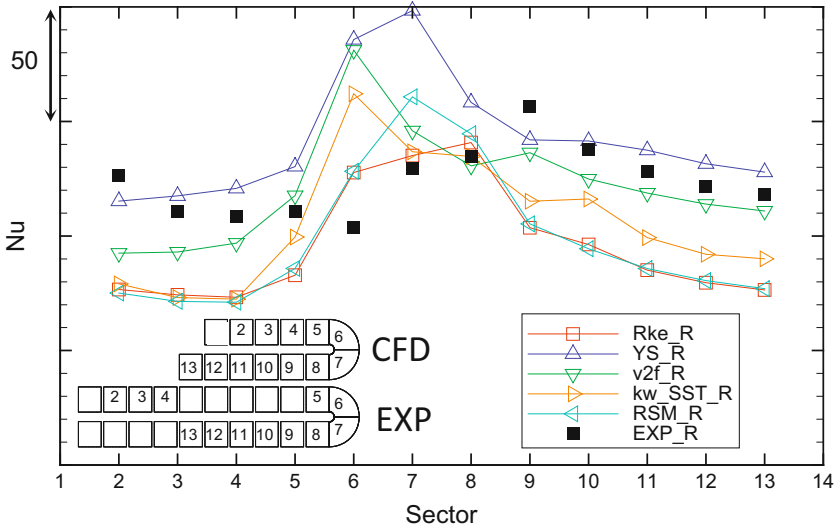 50
Nu
2 3 4 5 6
CFD
13 12 11 10 9 8 7
2 3 4 5 6
EXP
13 12 11 10 9 8 7
Rke_R
YS_R
v2f_R
kw_SST_R
RSM_R
EXP_R
1 2 3 4 5 6 7 8 9 10 11 12 13 14
Sector